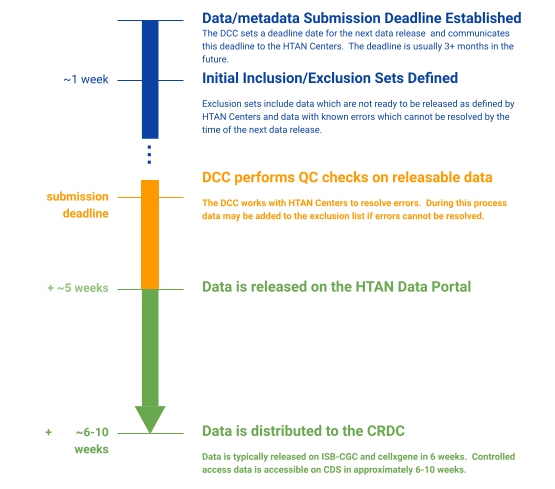 Data/metadata Submission Deadline Established
The DCC sets a deadline date for the next data release and communicates
this deadline to the HTAN Centers. The deadline is usually 3+ months in the
future.
~1 week
Initial Inclusion/Exclusion Sets Defined
Exclusion sets include data which are not ready to be released as defined by
HTAN Centers and data with known errors which cannot be resolved by the
time of the next data release.
DCC performs QC checks on releasable data
submission
deadline
The DCC works with HTAN Centers to resolve errors. During this process
data may be added to the exclusion list if errors cannot be resolved.
+ ~5 weeks
Data is released on the HTAN Data Portal
+ ~6-10
weeks
Data is distributed to the CRDC
Data is typically released on ISB-CGC and cellxgene in 6 weeks. Controlled
access data is accessible on CDS in approximately 6-10 weeks.